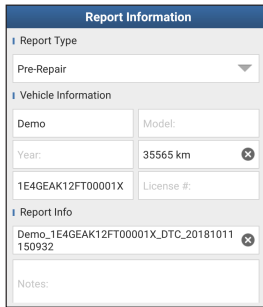 Report Information
Report Type
Pre-Repair
Vehicle Information
Demo
Model:
Year:
35565 km
1E4GEAK12FT00001X
License #:
Report Info
Demo_1E4GEAK12FT00001X_DTC_20181011
150932
Notes: